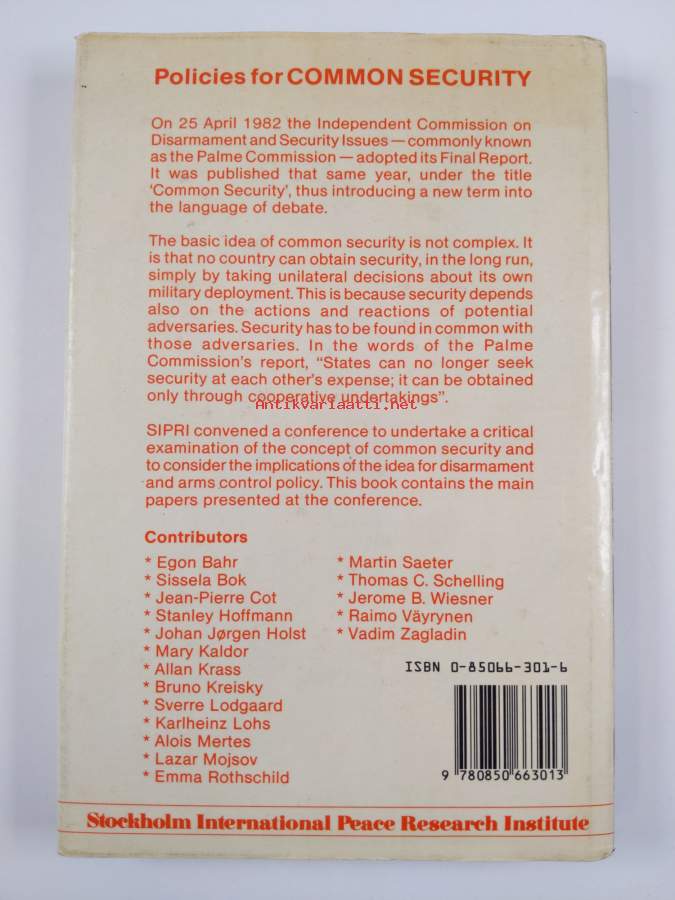 Policies for COMMON SECURITY
On 25 April 1982 the Independent Commission on
Disarmament and Security Issues — commonly known
as the Palme Commission — adopted its Final Report.
It was published that same year, under the title
‘Common Security’, thus introducing a new term into
the language of debate.
The basic idea of common security is not complex. It
is that no country can obtain security, in the long run,
simply by taking unilateral decisions about its own
military deployment. This is because security depends
also on the actions and reactions of potential
adversaries. Security has to be found in common with
those adversaries. In the words of the Palme
Commission’s report, “States can no longer seek
security at each other’s expense; it can be obtained
only through cooperative undertakings”.
antikvariaatti.net
SIPRI convened a conference to undertake a critical
examination of the concept of common security and
to consider the implications of the idea for disarmament
and arms control policy. This book contains the main
papers presented at the conference.
Contributors
* Egon Bahr
* Sissela Bok
* Jean-Pierre Cot
* Stanley Hoffmann
* Johan Jørgen Holst
* Mary Kaldor
* Allan Krass
* Bruno Kreisky
* Sverre Lodgaard
* Karlheinz Lohs
* Alois Mertes
* Lazar Mojsov
* Emma Rothschild
* Martin Saeter
* Thomas C. Schelling
* Jerome B. Wiesner
* Raimo Väyrynen
* Vadim Zagladin
ISBN 0-85066-301-6
9 780850 663013
Stockholm International Peace Research Institute